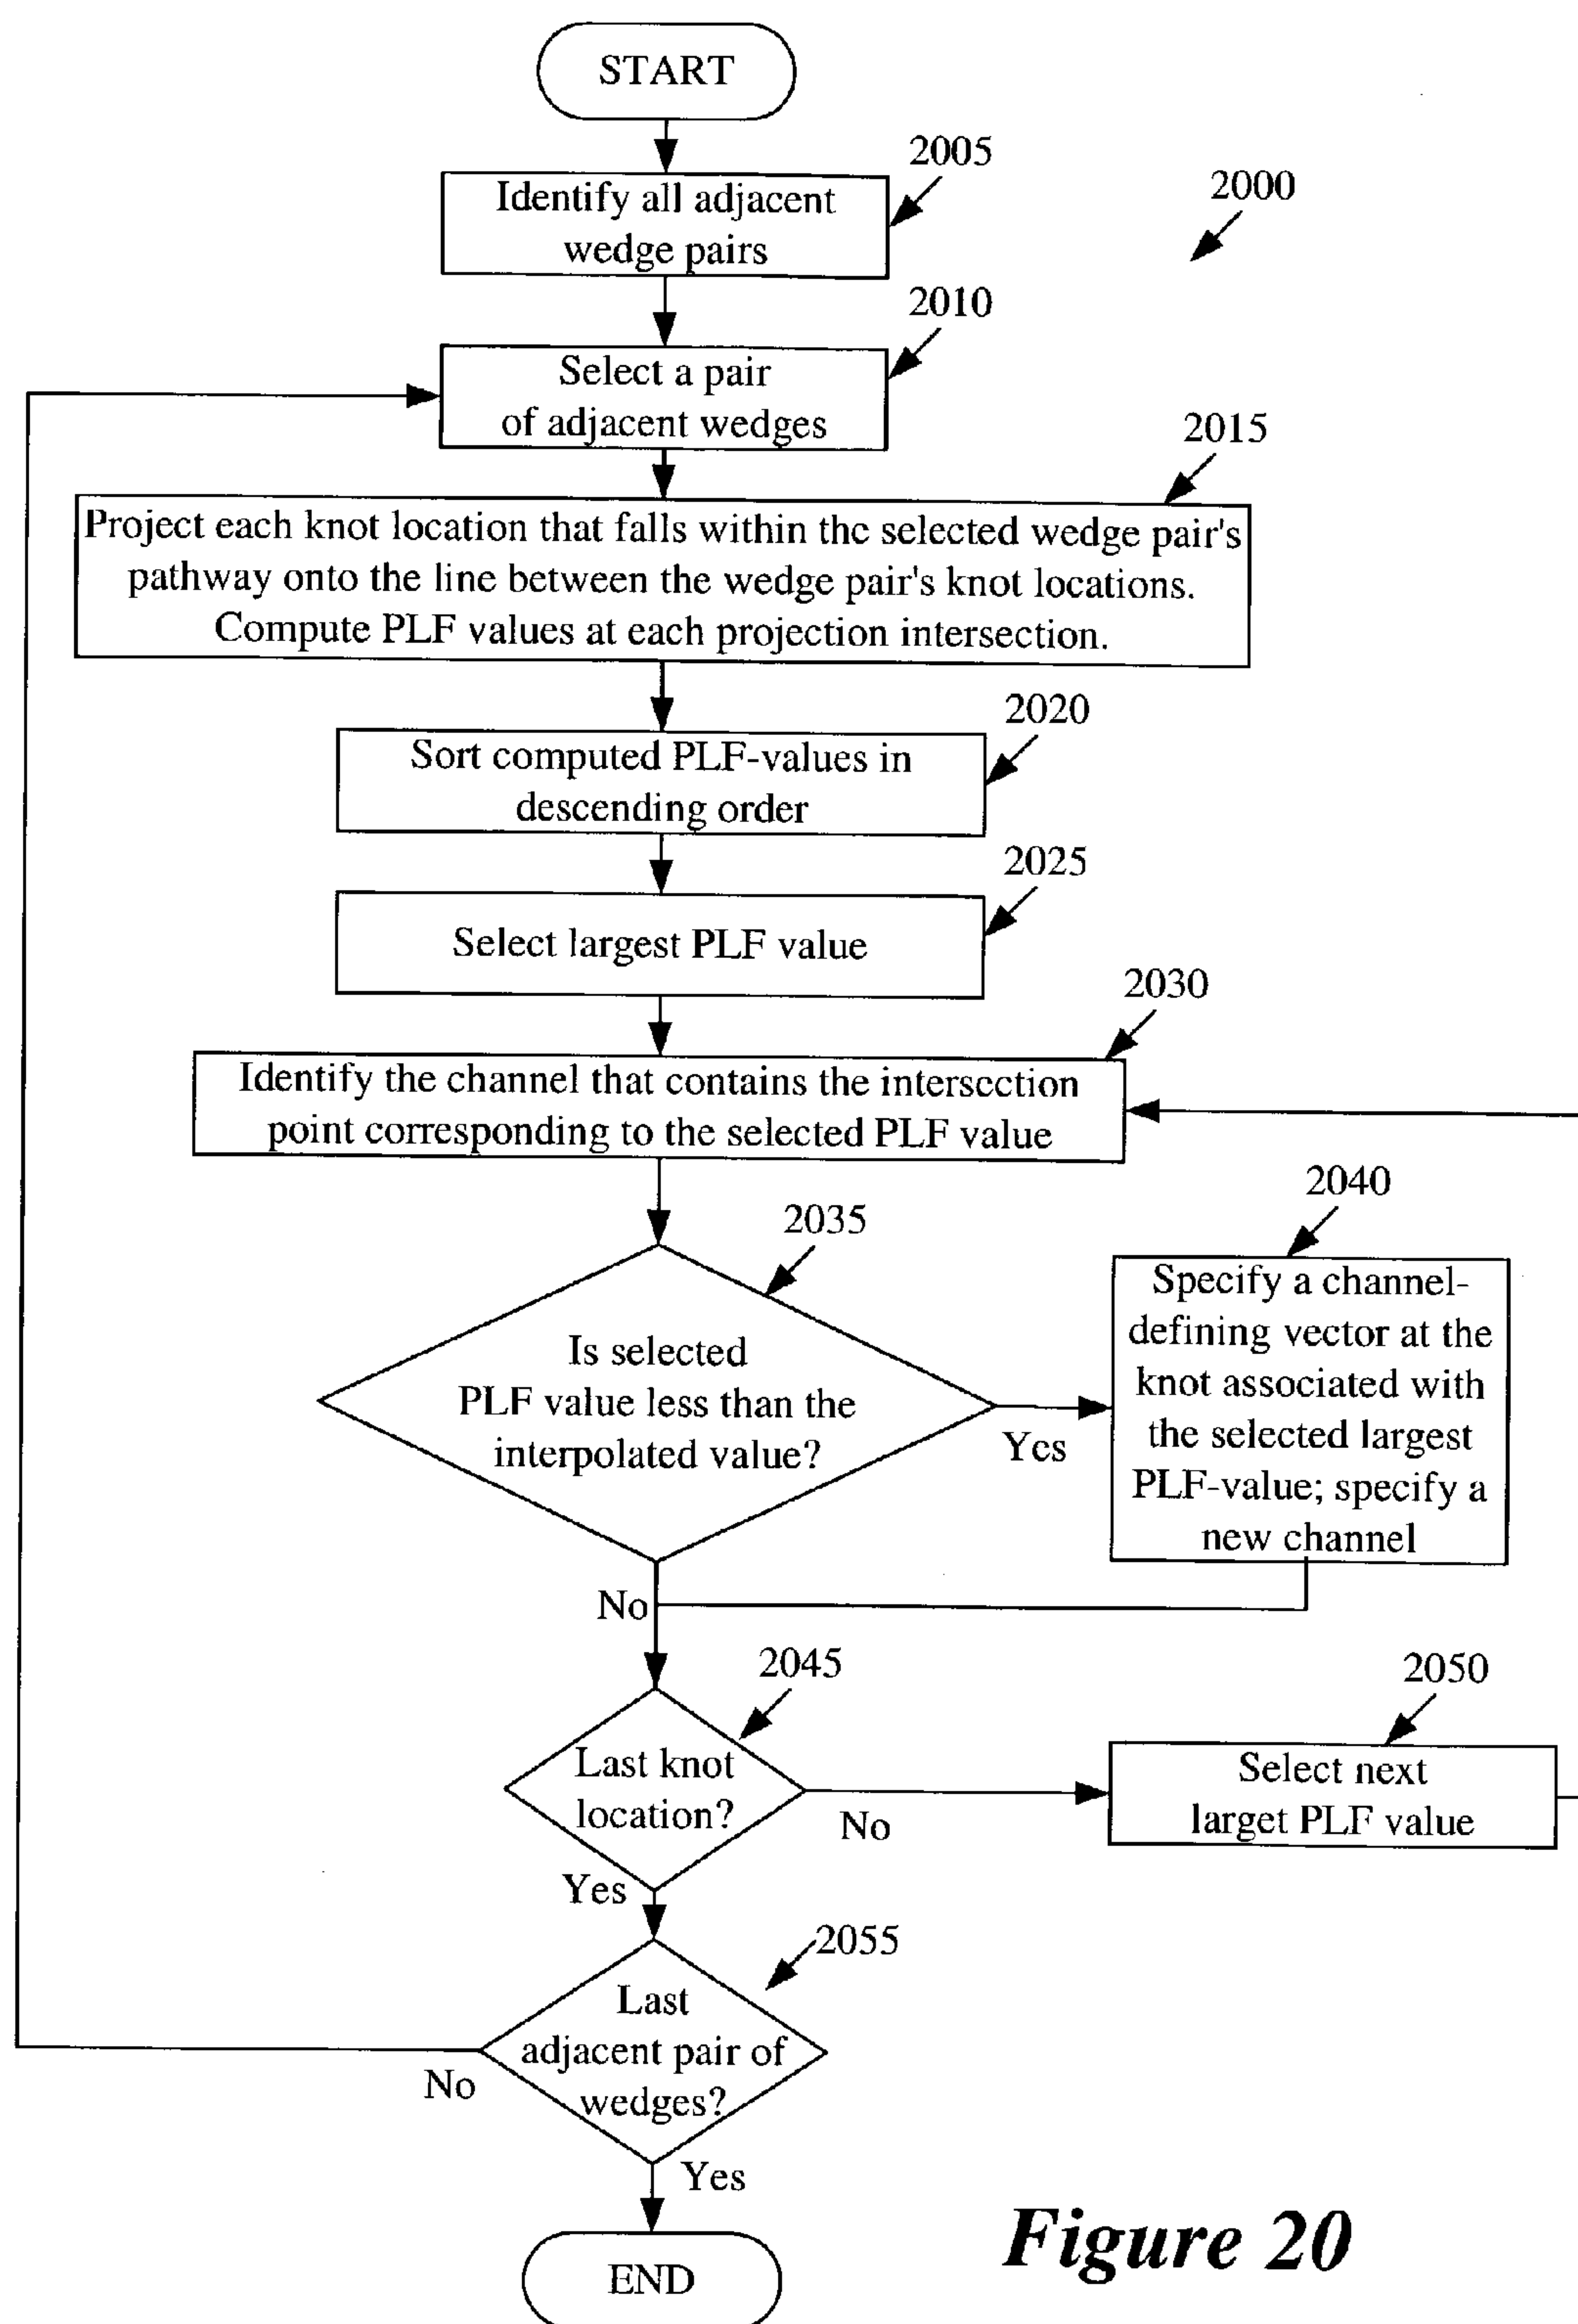 START
2005
Identify all adjacent
wedge pairs
2000
2010
Select a pair
of adjacent wedges
2015
Project each knot location that falls within the selected wedge pair's
pathway onto the line between the wedge pair's knot locations.
Compute PLF values at each projection intersection.
2020
Sort computed PLF-values in
descending order
2025
Select largest PLF value
2030
Identify the channel that contains the intersection
point corresponding to the selected PLF value
2035
Is selected
PLF value less than the
interpolated value?
Yes
2040
Specify a channel-
defining vector at the
knot associated with
the selected largest
PLF-value; specify a
new channel
No
2045
Last knot
location?
No
2050
Select next
larget PLF value
Yes
2055
Last
adjacent pair of
wedges?
No
Yes
END
Figure 20